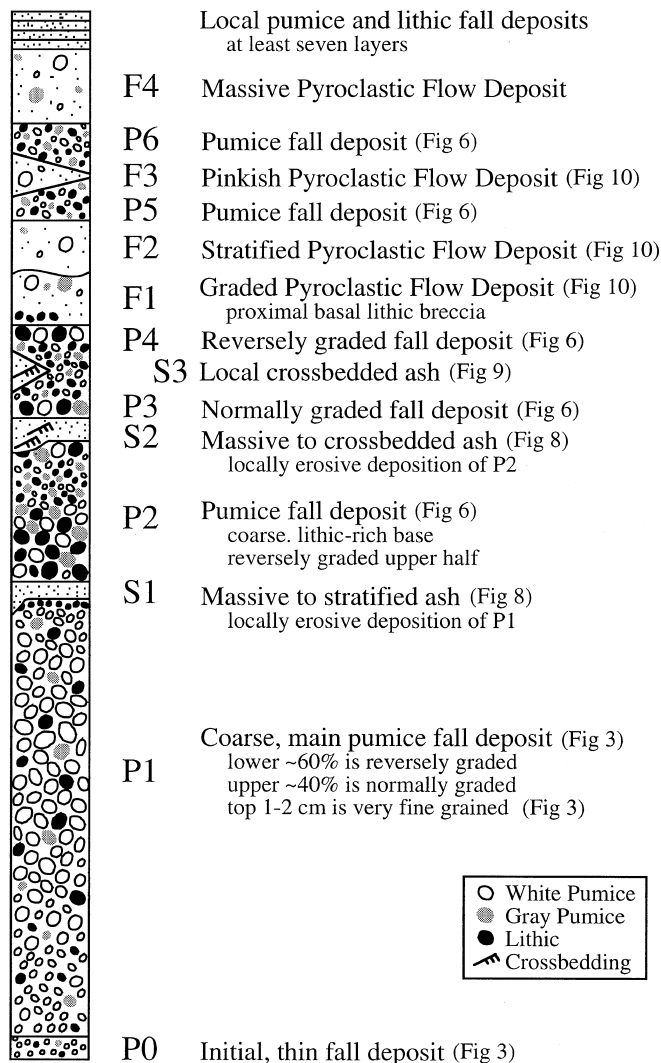 Local pumice and lithic fall deposits
at least seven layers
F4 Massive Pyroclastic Flow Deposit
P6 Pumice fall deposit (Fig 6)
F3 Pinkish Pyroclastic Flow Deposit (Fig 10)
P5 Pumice fall deposit (Fig 6)
F2 Stratified Pyroclastic Flow Deposit (Fig 10)
F1 Graded Pyroclastic Flow Deposit (Fig 10)
proximal basal lithic breccia
P4 Reversely graded fall deposit (Fig 6)
S3 Local crossbedded ash (Fig 9)
P3 Normally graded fall deposit (Fig 6)
S2 Massive to crossbedded ash (Fig 8)
locally erosive deposition of P2
P2 Pumice fall deposit (Fig 6)
coarse. lithic-rich base
reversely graded upper half
S1 Massive to stratified ash (Fig 8)
locally erosive deposition of P1
P1 Coarse, main pumice fall deposit (Fig 3)
lower ~60% is reversely graded
upper ~40% is normally graded
top 1-2 cm is very fine grained (Fig 3)
White Pumice
Gray Pumice
Lithic
Crossbedding
P0 Initial, thin fall deposit (Fig 3)